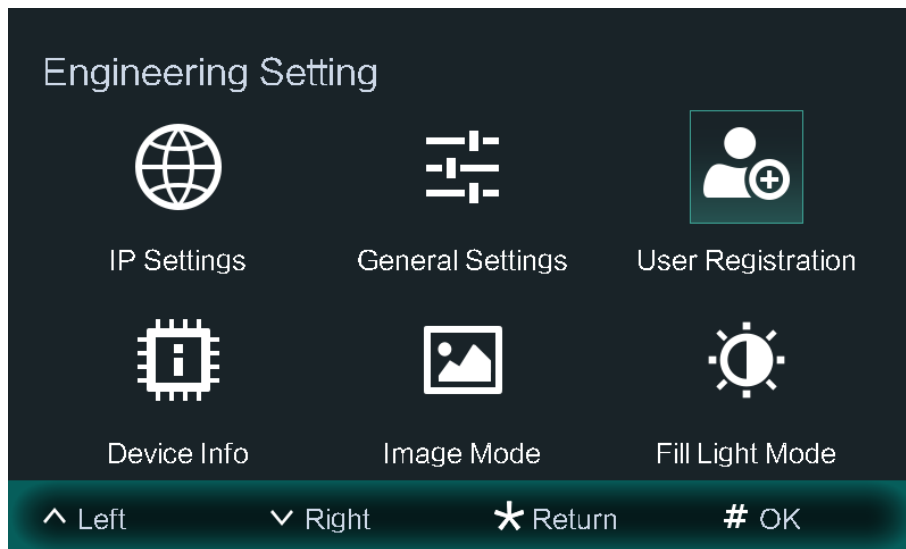 Engineering Setting
IP Settings General Settings User Registration
Device Info Image Mode Fill Light Mode
Left Right * Return # OK